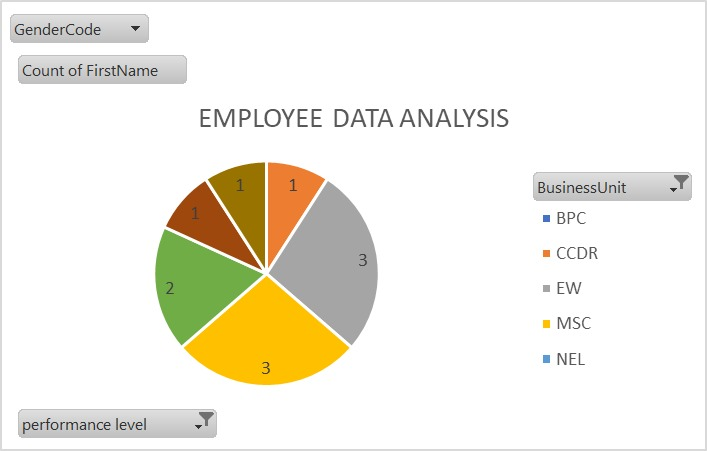 GenderCode
Count of FirstName
EMPLOYEE DATA ANALYSIS
1
1
1
3
2
3
BusinessUnit
BPC
CCDR
EW
MSC
NEL
performance level